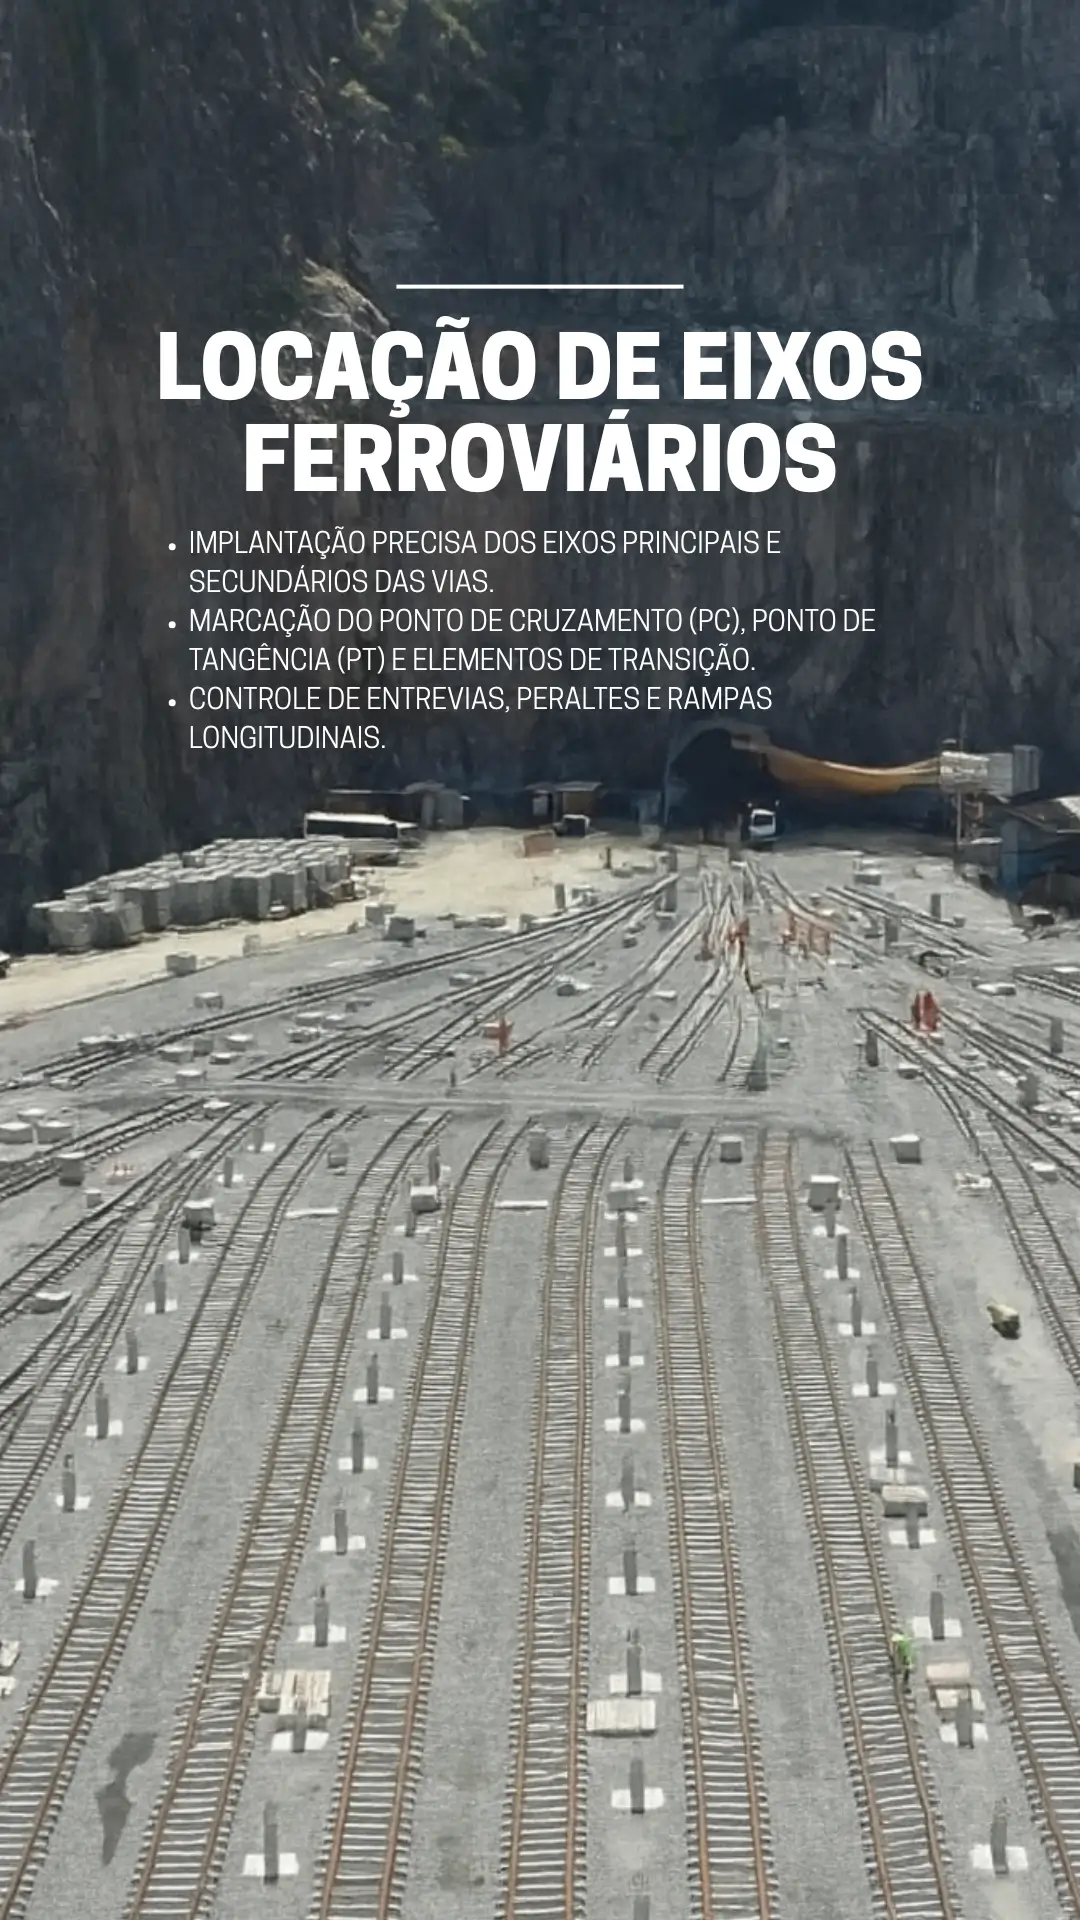 LOCAÇÃO DE EIXOS
FERROVIÁRIOS
• IMPLANTAÇÃO PRECISA DOS EIXOS PRINCIPAIS E
SECUNDÁRIOS DAS VIAS.
• MARCAÇÃO DO PONTO DE CRUZAMENTO (PC), PONTO DE
TANGÊNCIA (PT) E ELEMENTOS DE TRANSIÇÃO.
• CONTROLE DE ENTREVIAS, PERALTES E RAMPAS
LONGITUDINAIS.